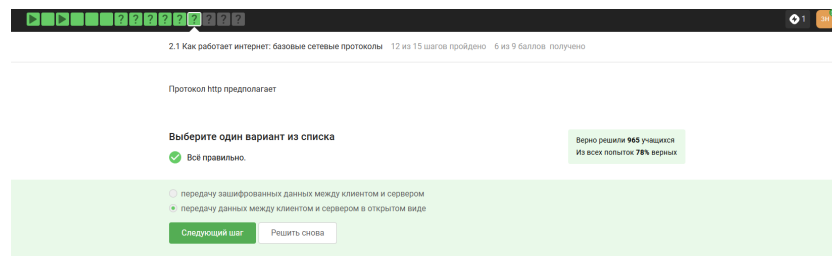 ? ? ? ? ? ? ? ? ?
1
ЗН
2.1 Как работает интернет: базовые сетевые протоколы 12 из 15 шагов пройдено 6 из 9 баллов получено
Протокол http предполагает
Выберите один вариант из списка
Всё правильно.
Верно решили 965 учащихся
Из всех попыток 78% верных
передачу зашифрованных данных между клиентом и сервером
передачу данных между клиентом и сервером в открытом виде
Следующий шаг
Решить снова